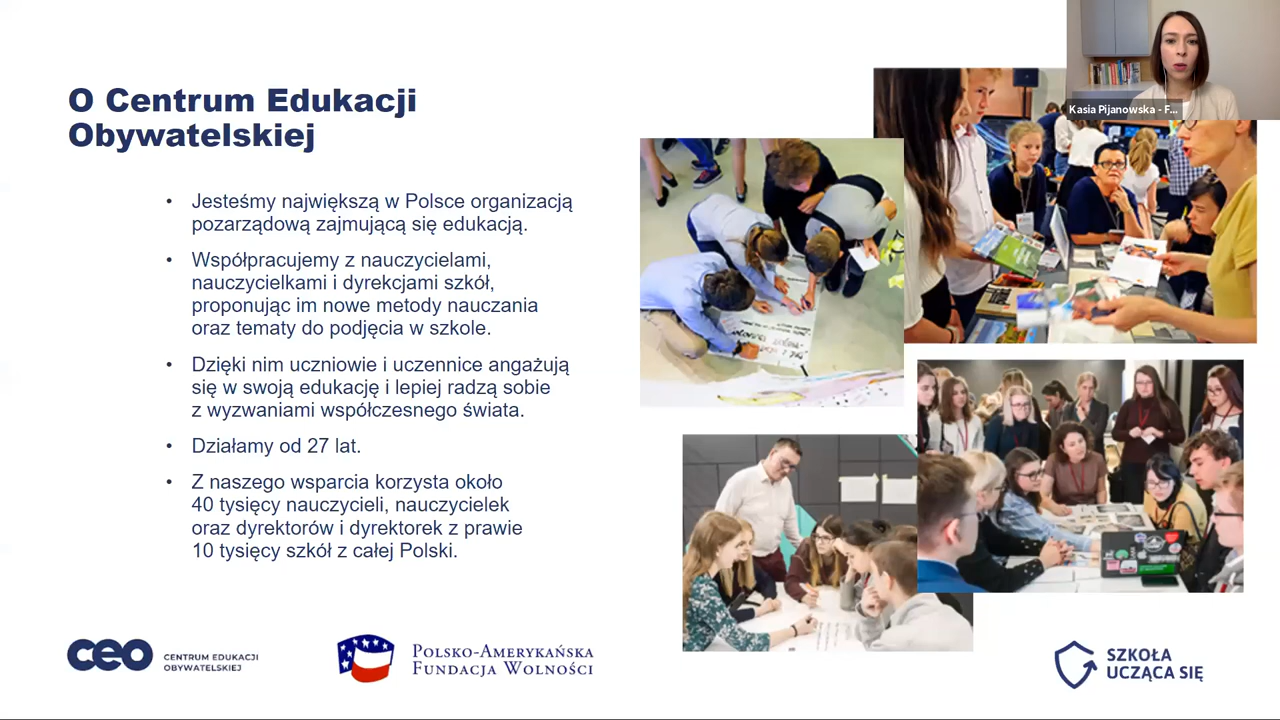 O Centrum Edukacji
Obywatelskiej
• Jesteśmy największą w Polsce organizacją
pozarządową zajmującą się edukacją.
• Współpracujemy z nauczycielami,
nauczycielkami i dyrekcjami szkół,
proponując im nowe metody nauczania
oraz tematy do podjęcia w szkole.
• Dzięki nim uczniowie i uczennice angażują
się w swoją edukację i lepiej radzą sobie
z wyzwaniami współczesnego świata.
• Działamy od 27 lat.
• Z naszego wsparcia korzysta około
40 tysięcy nauczycieli, nauczycielek
oraz dyrektorów i dyrektorek z prawie
10 tysięcy szkół z całej Polski.
Kasia Pijanowska - F...
ceo
CENTRUM EDUKACJI
OBYWATELSKIEJ
POLSKO-AMERYKAŃSKA
FUNDACJA WOLNOŚCI
SZKOŁA
UCZĄCA SIĘ